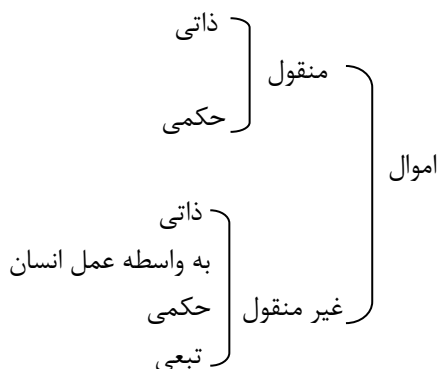 اموال
منقول
ذاتی
حکمی
غیر منقول
ذاتی
به واسطه عمل انسان
حکمی
تبعی